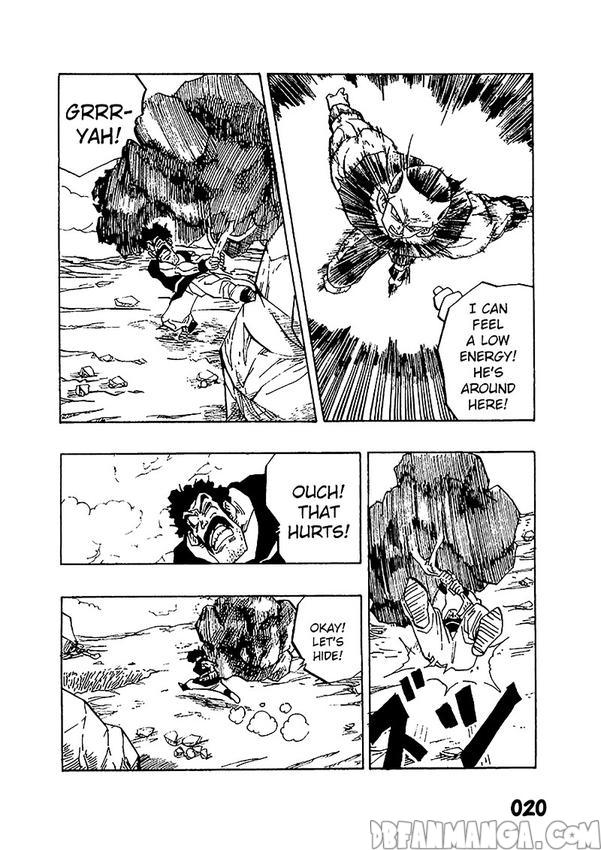 I CAN
FEEL
A LOW
ENERGY!
HE'S
AROUND
HERE!
GRRR-
YAH!
ズッ
OUCH!
THAT
HURTS!
OKAY!
LET'S
HIDE!
020
DBFANMANGA.COM